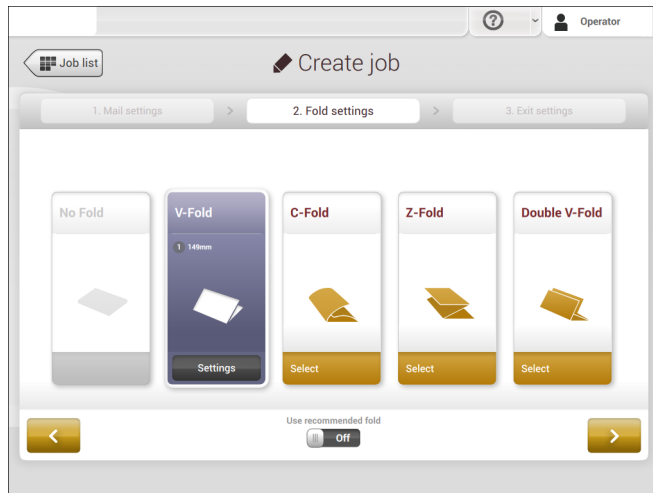 ?
Operator
Job list
Create job
1. Mail settings > 2. Fold settings > 3. Exit settings
No Fold
V-Fold
C-Fold
Z-Fold
Double V-Fold
1 149mm
Settings
Select
Select
Select
Use recommended fold
Off